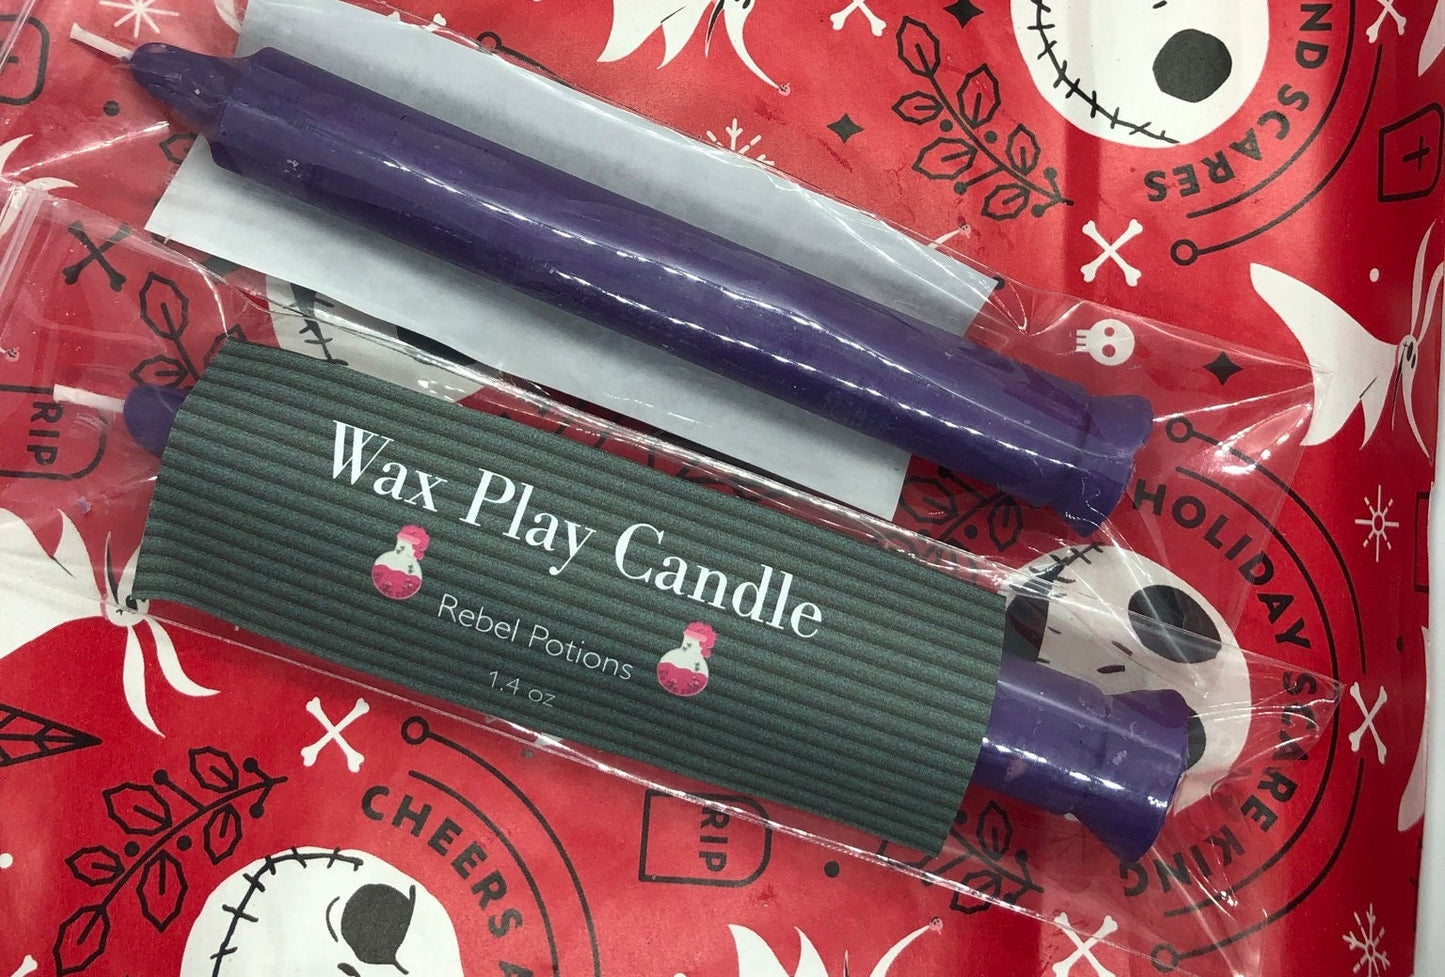 ND SCARES
RIP
HOLIDAY SCARE KING
Wax Play Candle
Rebel Potions
1.4 oz
RIP
CHEERS A